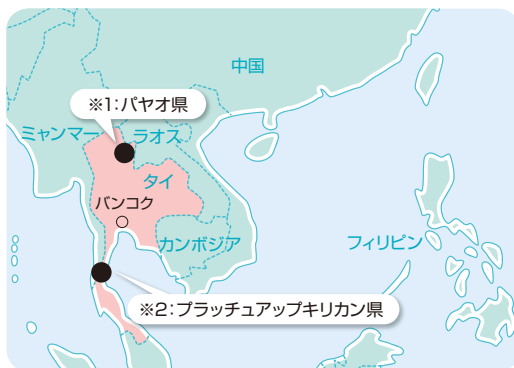 中国
※1：パヤオ県
ミャンマー
ラオス
タイ
バンコク
カンボジア
フィリピン
※2：プラッチュアップキリカン県